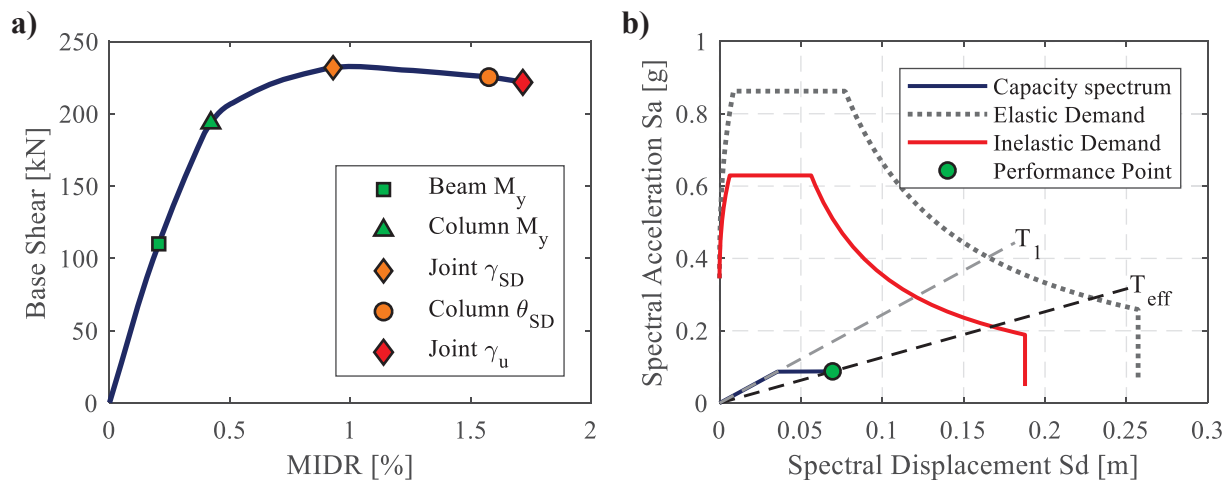 a)
Base Shear [kN]
250
200
150
100
50
0
0
0.5
1
1.5
2
MIDR [%]
Beam M_y
Column M_y
Joint γ_SD
Column θ_SD
Joint γ_u
b)
Spectral Acceleration Sa [g]
1
0.8
0.6
0.4
0.2
0
0
0.05
0.1
0.15
0.2
0.25
0.3
Spectral Displacement Sd [m]
Capacity spectrum
Elastic Demand
Inelastic Demand
Performance Point
T_1
T_eff